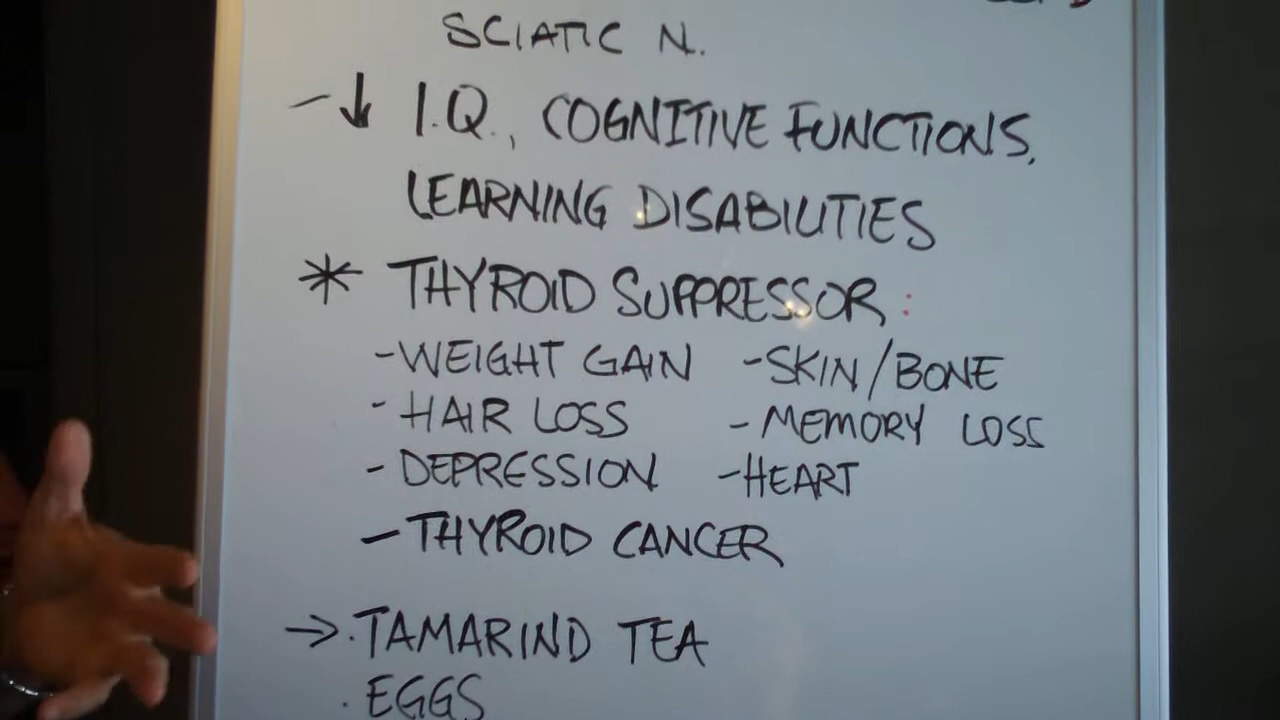 SCIATIC N.
-↓ I.Q., COGNITIVE FUNCTIONS,
LEARNING DISABILITIES
* THYROID SUPPRESSOR:
-WEIGHT GAIN -SKIN/BONE
- HAIR LOSS - MEMORY LOSS
- DEPRESSION -HEART
- THYROID CANCER
→ . TAMARIND TEA
. EGGS